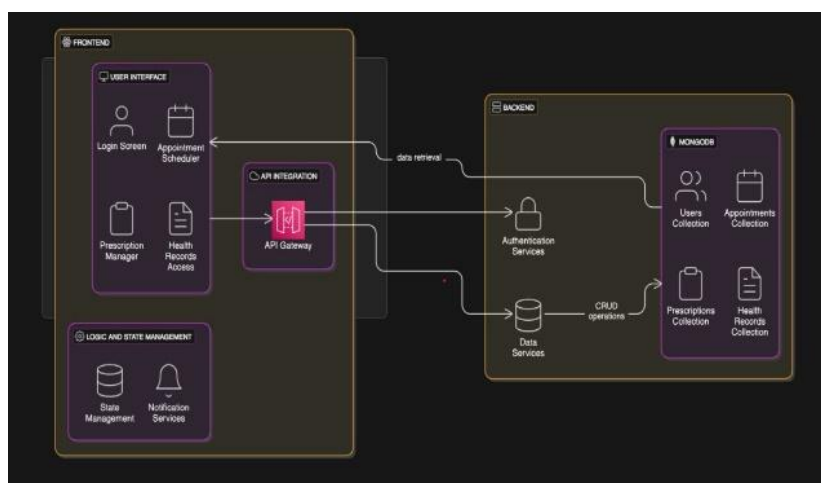 FRONTEND
USER INTERFACE
Login Screen
Appointment
Scheduler
Prescription
Manager
Health
Records
Access
API INTEGRATION
API Gateway
LOGIC AND STATE MANAGEMENT
State
Management
Notification
Services
data retrieval
BACKEND
Authentication
Services
Data
Services
CRUD
operations
MONGODB
Users
Collection
Appointments
Collection
Prescriptions
Collection
Health
Records
Collection